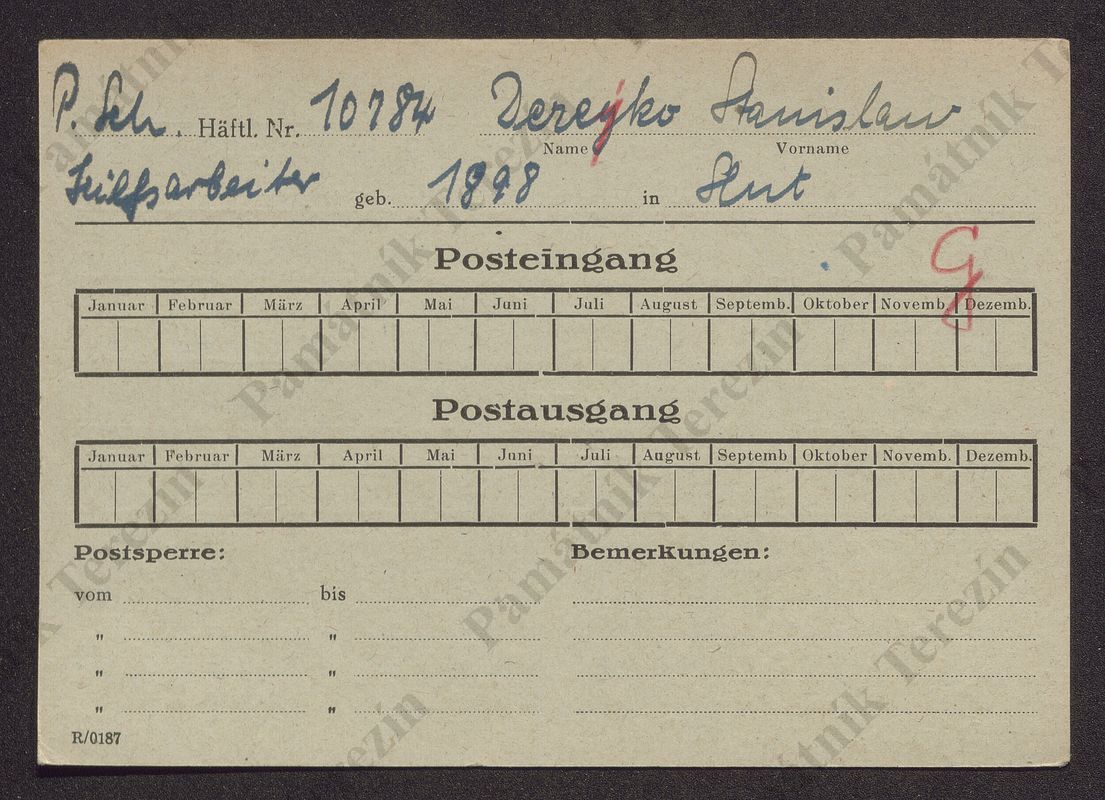 P. Sch. Häftl. Nr. 10784 Dereyko Stanislaw
Name Vorname
Hilfsarbeiter geb. 1898 in Hut
Posteingang
G
Januar Februar März April Mai Juni Juli August Septemb. Oktober Novemb. Dezemb.
Postausgang
Januar Februar März April Mai Juni Juli August Septemb Oktober Novemb. Dezemb.
Postsperre: Bemerkungen:
vom bis
" "
" "
" "
R/0187
Památník Terezín